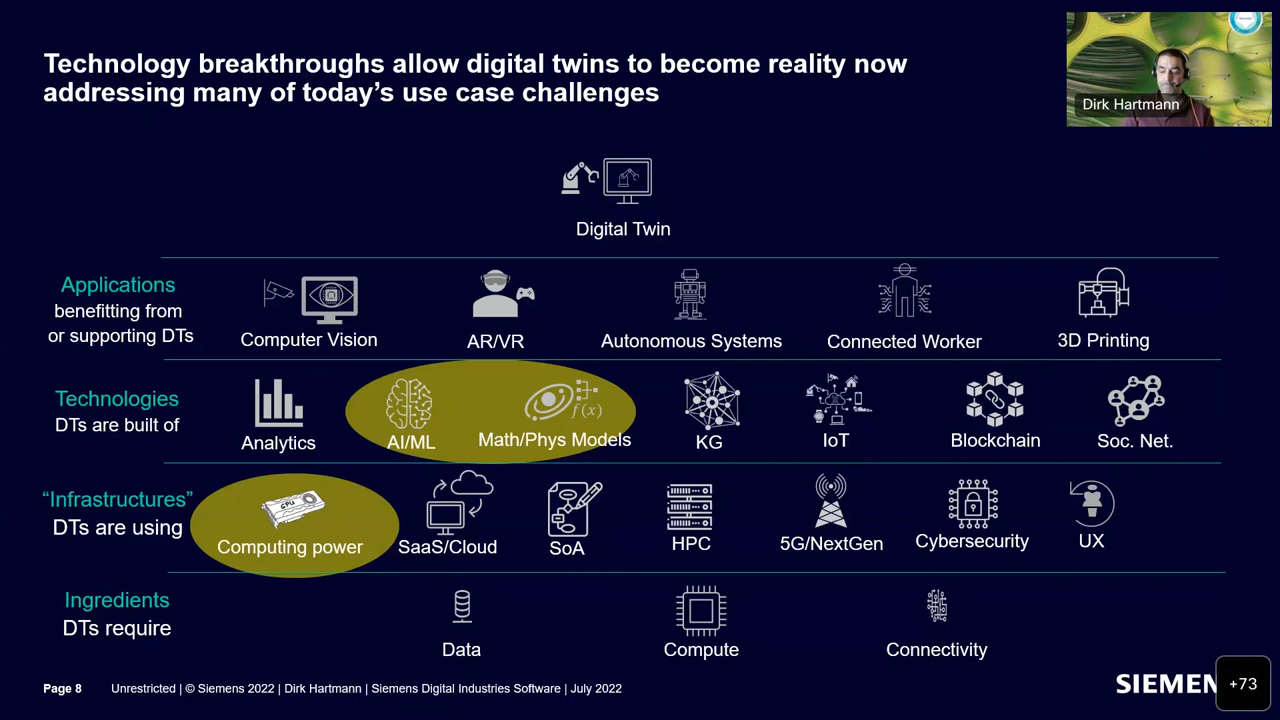 Technology breakthroughs allow digital twins to become reality now
addressing many of today's use case challenges
Dirk Hartmann
Digital Twin
Applications
benefitting from
or supporting DTs
Computer Vision
AR/VR
Autonomous Systems
Connected Worker
3D Printing
Technologies
DTs are built of
Analytics
AI/ML
f(x)
Math/Phys Models
KG
IoT
Blockchain
Soc. Net.
“Infrastructures”
DTs are using
GPU
Computing power
SaaS/Cloud
SoA
HPC
5G/NextGen
Cybersecurity
UX
Ingredients
DTs require
Data
Compute
Connectivity
Page 8 Unrestricted | © Siemens 2022 | Dirk Hartmann | Siemens Digital Industries Software | July 2022
SIEMEN
+73